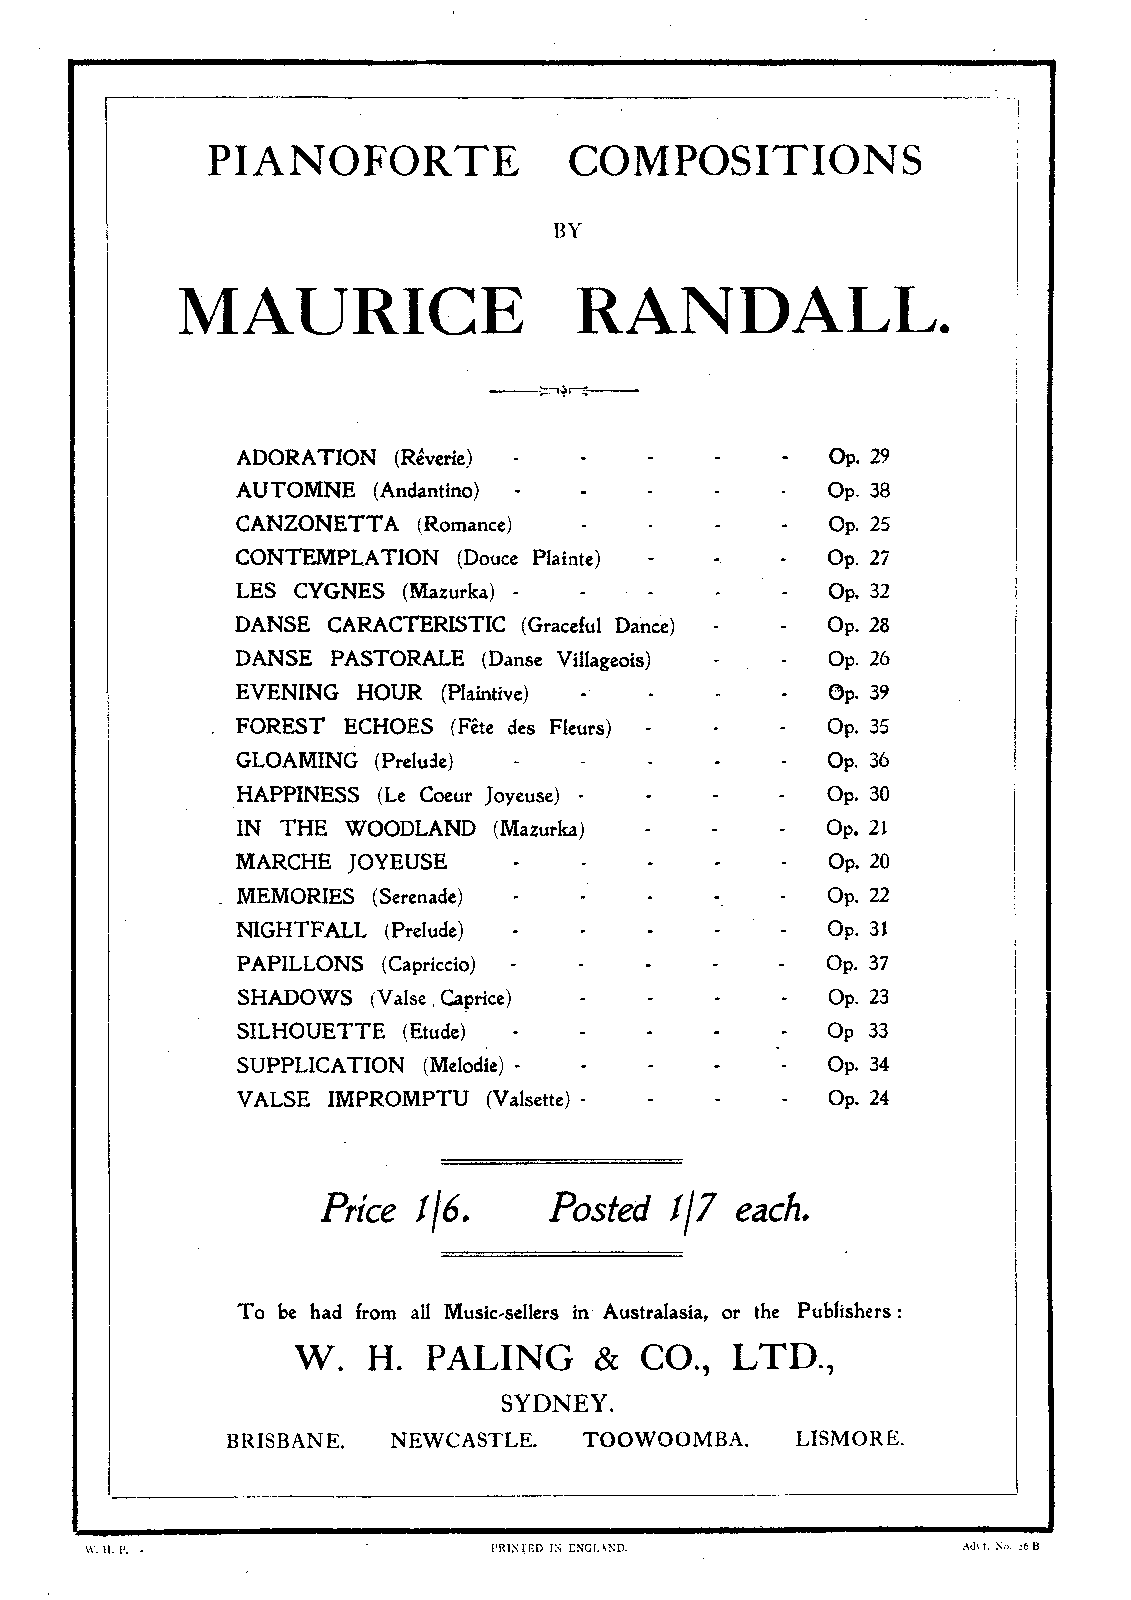 PIANOFORTE COMPOSITIONS
BY
MAURICE RANDALL.
ADORATION (Rêverie) - - - - - Op. 29
AUTOMNE (Andantino) - - - - - Op. 38
CANZONETTA (Romance) - - - - Op. 25
CONTEMPLATION (Douce Plainte) - - - Op. 27
LES CYGNES (Mazurka) - - - - - Op. 32
DANSE CARACTERISTIC (Graceful Dance) - - Op. 28
DANSE PASTORALE (Danse Villageois) - - Op. 26
EVENING HOUR (Plaintive) - - - - Op. 39
FOREST ECHOES (Fête des Fleurs) - - - Op. 35
GLOAMING (Prelude) - - - - - Op. 36
HAPPINESS (Le Coeur Joyeuse) - - - - Op. 30
IN THE WOODLAND (Mazurka) - - - Op. 21
MARCHE JOYEUSE - - - - - Op. 20
MEMORIES (Serenade) - - - - - Op. 22
NIGHTFALL (Prelude) - - - - - Op. 31
PAPILLONS (Capriccio) - - - - - Op. 37
SHADOWS (Valse Caprice) - - - - Op. 23
SILHOUETTE (Etude) - - - - - Op 33
SUPPLICATION (Melodie) - - - - - Op. 34
VALSE IMPROMPTU (Valsette) - - - - Op. 24
Price 1/6. Posted 1/7 each.
To be had from all Music-sellers in Australasia, or the Publishers:
W. H. PALING & CO., LTD.,
SYDNEY.
BRISBANE. NEWCASTLE. TOOWOOMBA. LISMORE.
W. H. P. PRINTED IN ENGLAND. Advt. No.